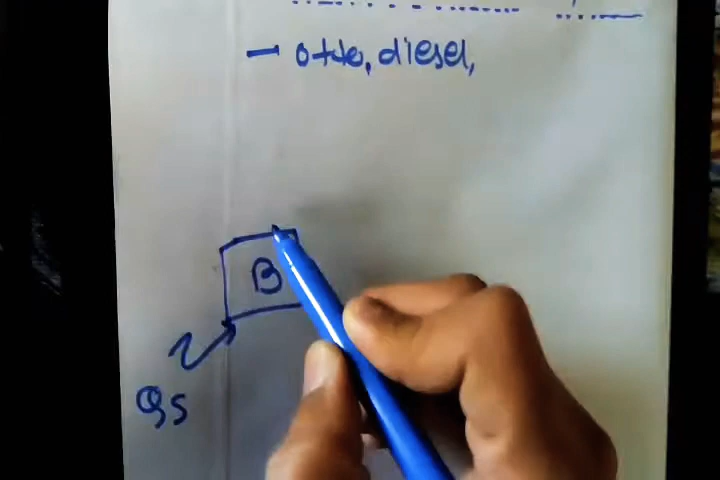 — otto, diesel,
B
Qs